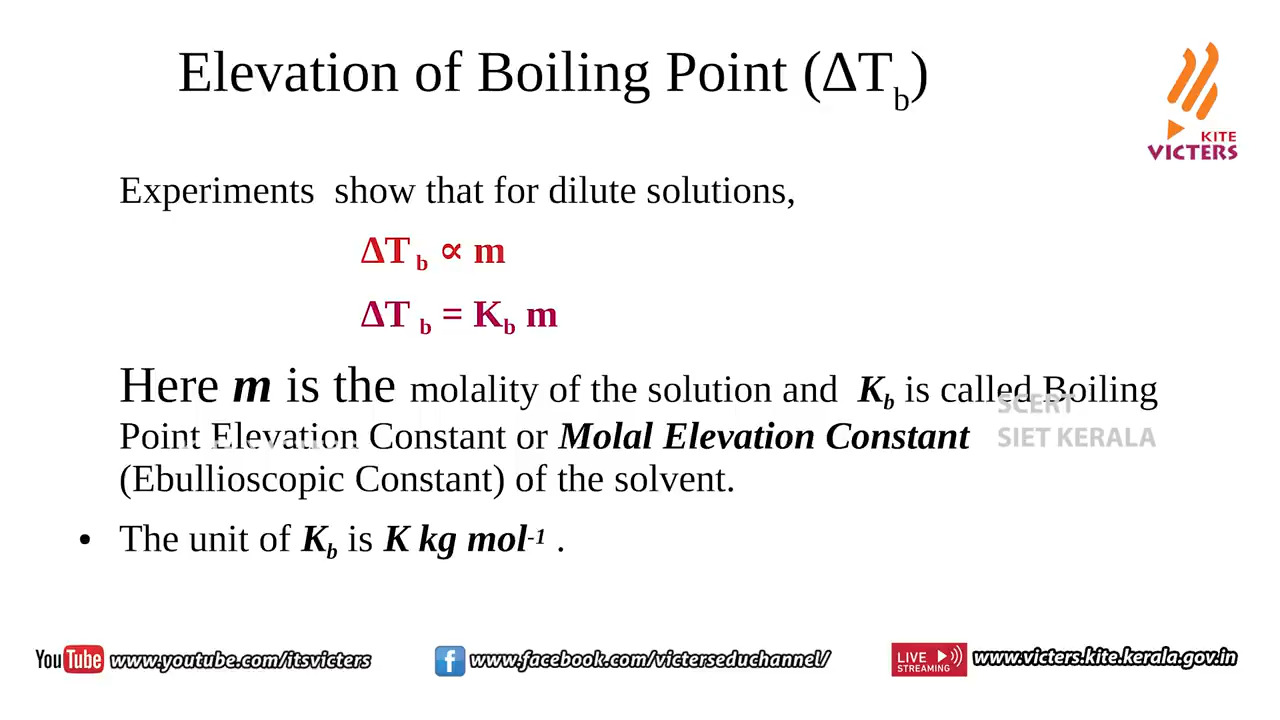 Elevation of Boiling Point (ΔTb)
KITE
VICTERS
Experiments show that for dilute solutions,
ΔT b ∝ m
ΔT b = Kb m
Here m is the molality of the solution and Kb is called Boiling
Point Elevation Constant or Molal Elevation Constant
(Ebullioscopic Constant) of the solvent.
SCERT
SIET KERALA
• The unit of Kb is K kg mol-1 .
YouTube www.youtube.com/itsvicters
f www.facebook.com/victerseduchannel/
LIVE STREAMING www.victers.kite.kerala.gov.in